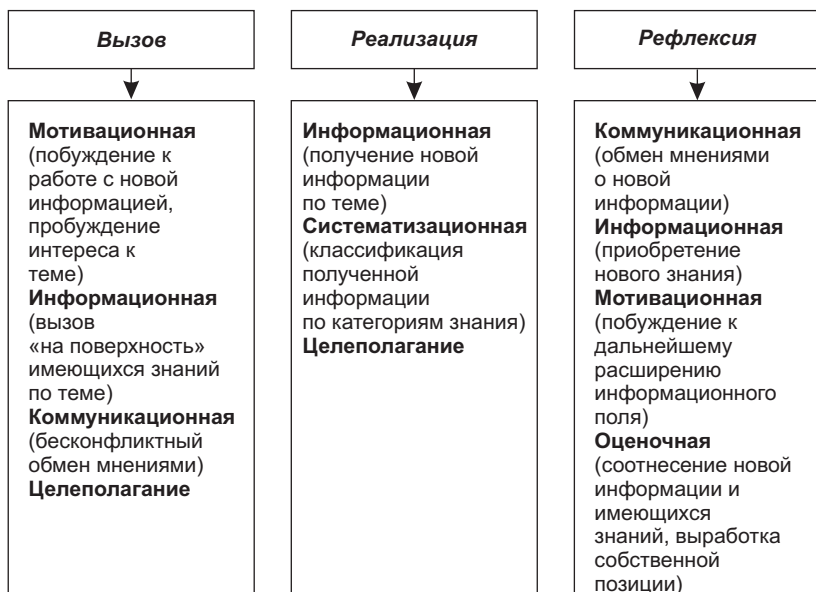 Вызов
Мотивационная
(побуждение к
работе с новой
информацией,
пробуждение
интереса к
теме)
Информационная
(вызов
«на поверхность»
имеющихся знаний
по теме)
Коммуникационная
(бесконфликтный
обмен мнениями)
Целеполагание
Реализация
Информационная
(получение новой
информации
по теме)
Систематизационная
(классификация
полученной
информации
по категориям знания)
Целеполагание
Рефлексия
Коммуникационная
(обмен мнениями
о новой
информации)
Информационная
(приобретение
нового знания)
Мотивационная
(побуждение к
дальнейшему
расширению
информационного
поля)
Оценочная
(соотнесение новой
информации и
имеющихся
знаний, выработка
собственной
позиции)